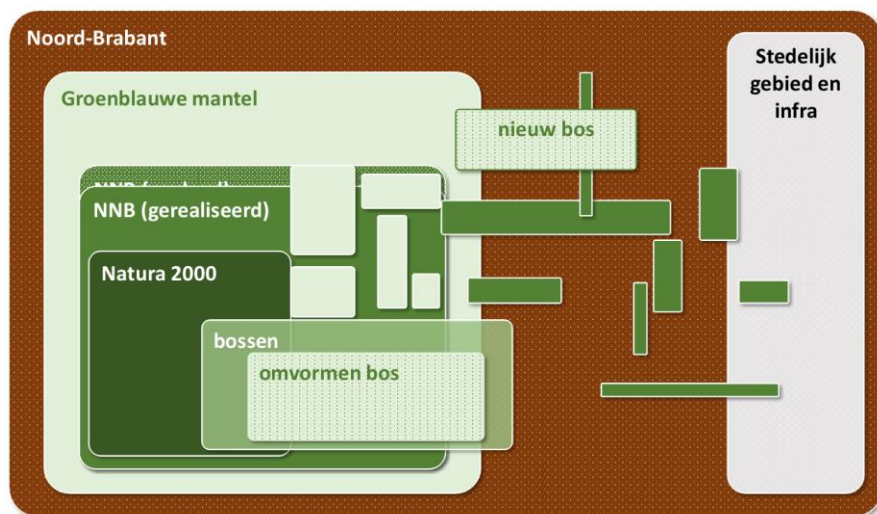 Noord-Brabant
Stedelijk
gebied en
infra
Groenblauwe mantel
nieuw bos
NNB (gerealiseerd)
Natura 2000
bossen
omvormen bos